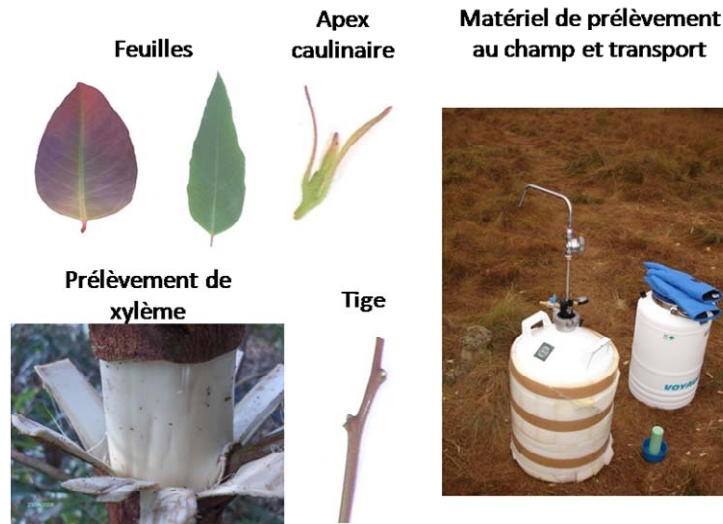 Feuilles
Apex
caulinaire
Matériel de prélèvement
au champ et transport
Prélèvement de
xylème
Tige
VOYAG